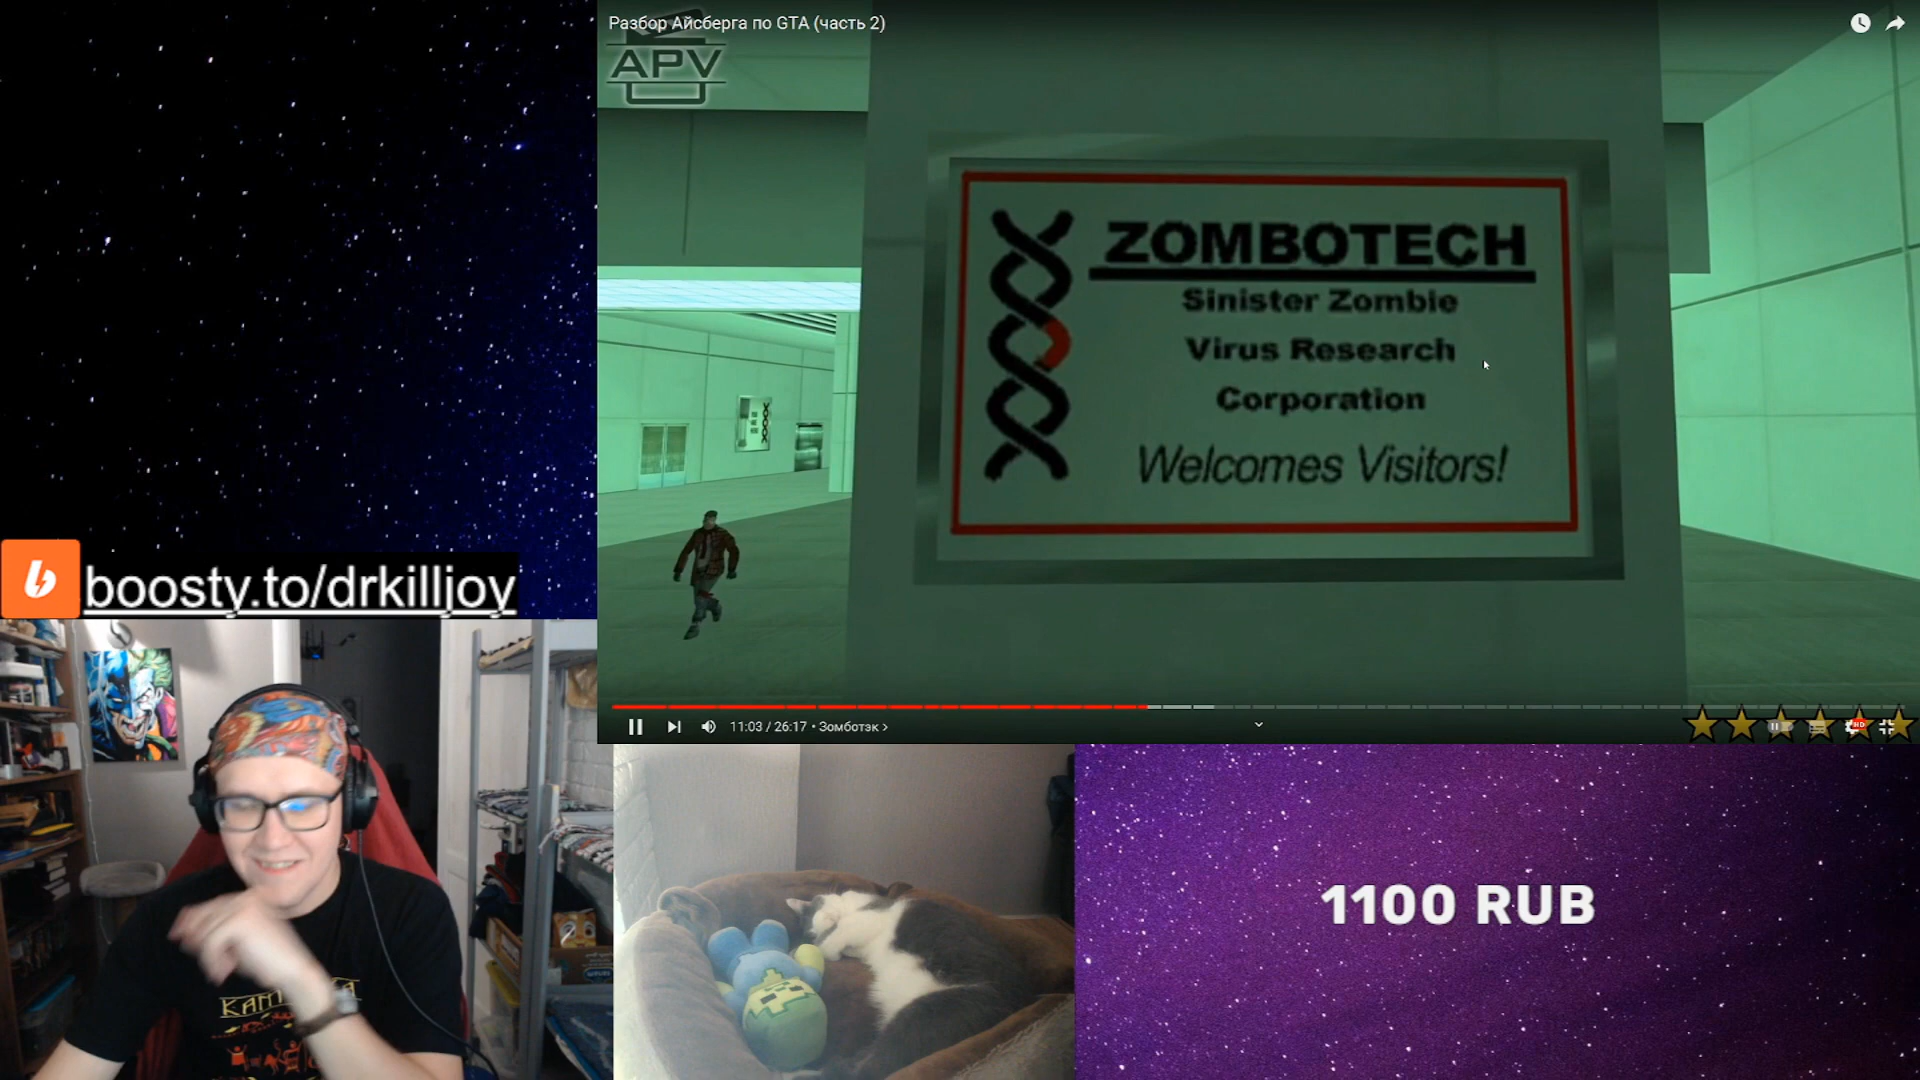 Разбор Айсберга по GTA (часть 2)
APV
ZOMBOTECH
Sinister Zombie
Virus Research
Corporation
Welcomes Visitors!
boosty.to/drkilljoy
11:03 / 26:17 • Зомботэк ›
HD
1100 RUB